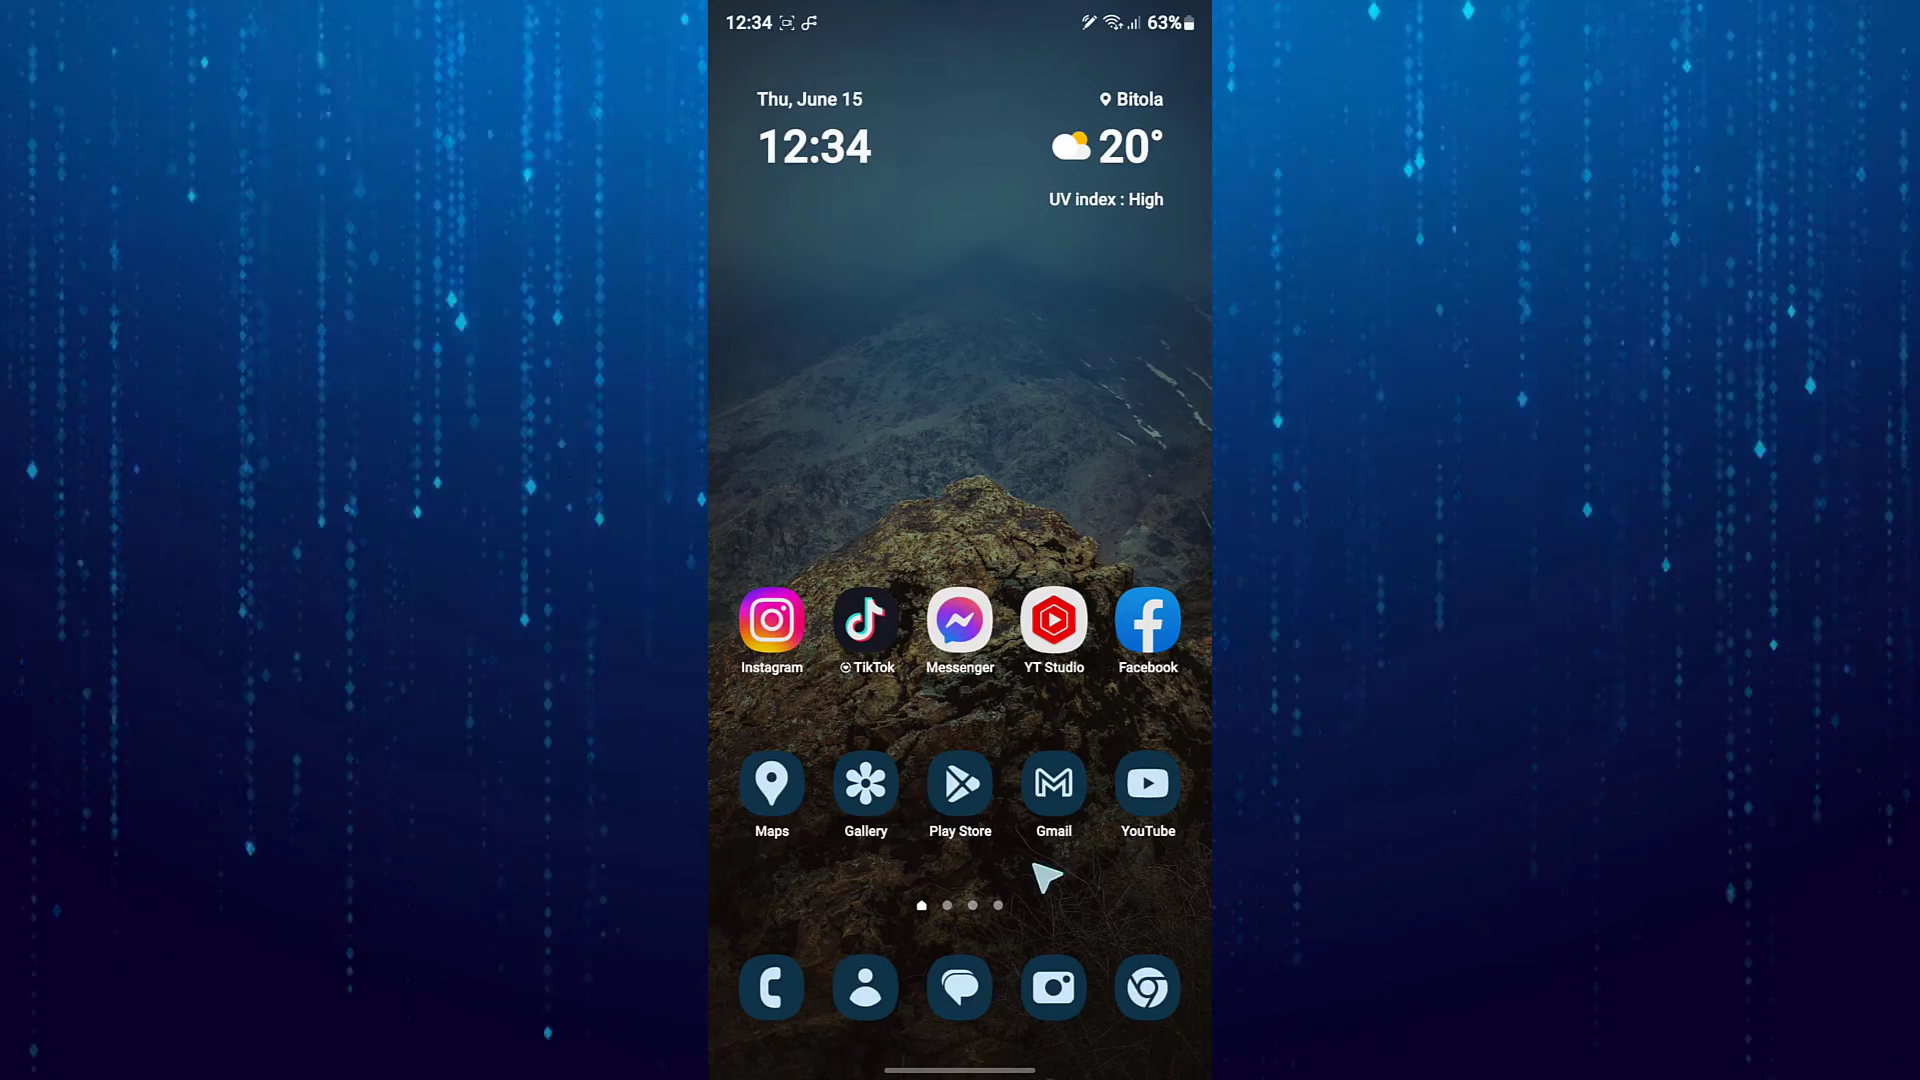 12:34 63%
Thu, June 15
12:34
Bitola
20°
UV index : High
Instagram TikTok Messenger YT Studio Facebook
Maps Gallery Play Store Gmail YouTube